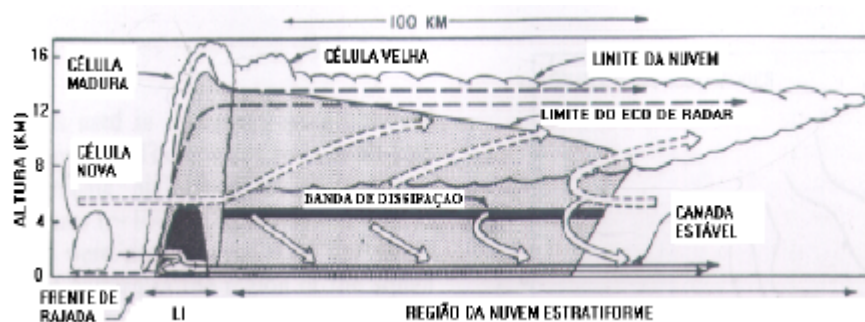 100 KM
16
12
8
4
0
ALTURA (KM)
CÉLULA
MADURA
CÉLULA VELHA
LINITE DA NUVEM
LIMITE DO ECO DE RADAR
CÉLULA
NOVA
BANDA DE DISSIPAÇÃO
CANADA
ESTÁVEL
FRENTE DE
RAJADA
LI
REGIÃO DA NUVEM ESTRATIFORME